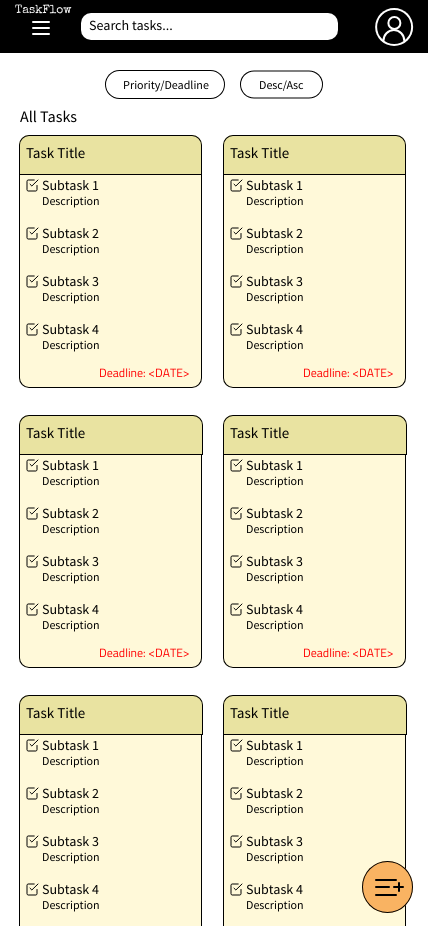 TaskFlow
Search tasks...
Priority/Deadline
Desc/Asc
All Tasks
Task Title
Subtask 1
Description
Subtask 2
Description
Subtask 3
Description
Subtask 4
Description
Deadline: <DATE>
Task Title
Subtask 1
Description
Subtask 2
Description
Subtask 3
Description
Subtask 4
Description
Deadline: <DATE>
Task Title
Subtask 1
Description
Subtask 2
Description
Subtask 3
Description
Subtask 4
Description
Deadline: <DATE>
Task Title
Subtask 1
Description
Subtask 2
Description
Subtask 3
Description
Subtask 4
Description
Deadline: <DATE>
Task Title
Subtask 1
Description
Subtask 2
Description
Subtask 3
Description
Subtask 4
Description
Task Title
Subtask 1
Description
Subtask 2
Description
Subtask 3
Description
Subtask 4
Description